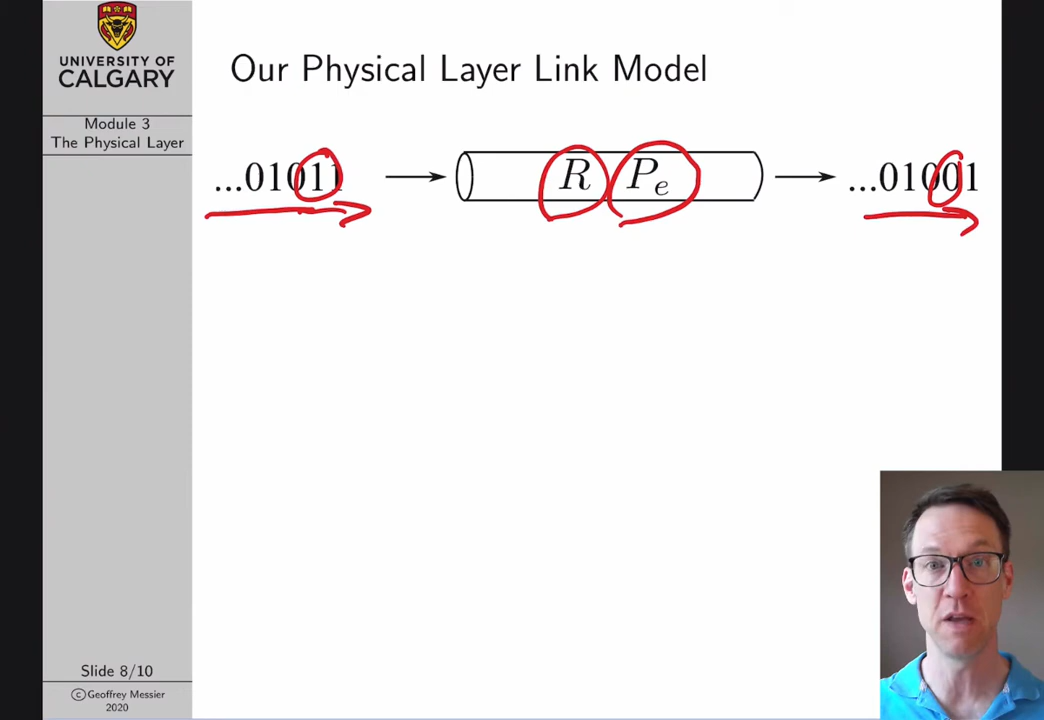 UNIVERSITY OF
CALGARY
Module 3
The Physical Layer
Our Physical Layer Link Model
...01011 R P_e ...01001
Slide 8/10
©Geoffrey Messier
2020